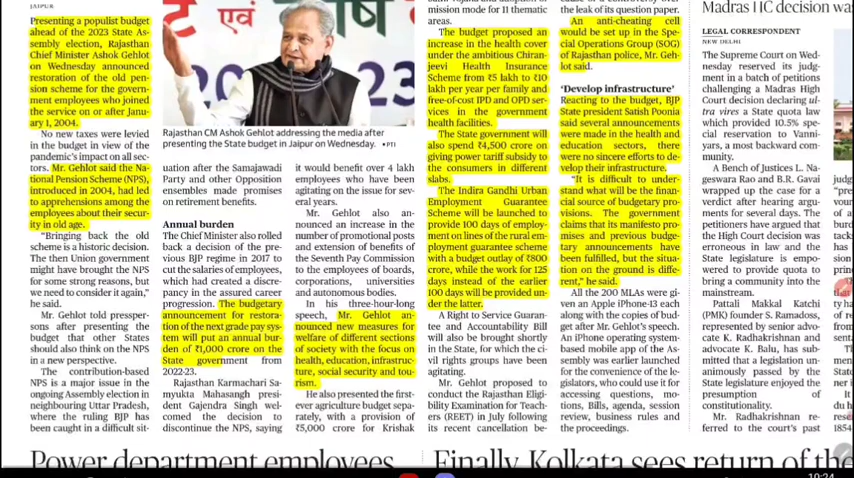 JAIPUR
Presenting a populist budget
ahead of the 2023 State As-
sembly election, Rajasthan
Chief Minister Ashok Gehlot
on Wednesday announced
restoration of the old pen-
sion scheme for the govern-
ment employees who joined
the service on or after Janu-
ary 1, 2004.
No new taxes were levied
in the budget in view of the
pandemic's impact on all sec-
tors. Mr. Gehlot said the Na-
tional Pension Scheme (NPS),
introduced in 2004, had led
to apprehensions among the
employees about their secur-
ity in old age.
"Bringing back the old
scheme is a historic decision.
The then Union government
might have brought the NPS
for some strong reasons, but
we need to consider it again,"
he said.
Mr. Gehlot told pressper-
sons after presenting the
budget that other States
should also think on the NPS
in a new perspective.
The contribution-based
NPS is a major issue in the
ongoing Assembly election in
neighbouring Uttar Pradesh,
where the ruling BJP has
been caught in a difficult sit-
एवं
2023
Rajasthan CM Ashok Gehlot addressing the media after
presenting the State budget in Jaipur on Wednesday. • PTI
uation after the Samajwadi
Party and other Opposition
ensembles made promises
on retirement benefits.
Annual burden
The Chief Minister also rolled
back a decision of the pre-
vious BJP regime in 2017 to
cut the salaries of employees,
which had created a discre-
pancy in the assured career
progression. The budgetary
announcement for restora-
tion of the next grade pay sys-
tem will put an annual bur-
den of ₹1,000 crore on the
State government from
2022-23.
Rajasthan Karmachari Sa-
myukta Mahasangh presi-
dent Gajendra Singh wel-
comed the decision to
discontinue the NPS, saying
it would benefit over 4 lakh
employees who have been
agitating on the issue for sev-
eral years.
Mr. Gehlot also an-
nounced an increase in the
number of promotional posts
and extension of benefits of
the Seventh Pay Commission
to the employees of boards,
corporations, universities
and autonomous bodies.
In his three-hour-long
speech, Mr. Gehlot an-
nounced new measures for
welfare of different sections
of society with the focus on
health, education, infrastruc-
ture, social security and tou-
rism.
He also presented the first-
ever agriculture budget sepa-
rately, with a provision of
₹5,000 crore for Krishak
mission mode for 11 thematic
areas.
The budget proposed an
increase in the health cover
under the ambitious Chiran-
jeevi Health Insurance
Scheme from ₹5 lakh to ₹10
lakh per year per family and
free-of-cost IPD and OPD ser-
vices in the government
health facilities.
The State government will
also spend ₹4,500 crore on
giving power tariff subsidy to
the consumers in different
slabs.
The Indira Gandhi Urban
Employment Guarantee
Scheme will be launched to
provide 100 days of employ-
ment on lines of the rural em-
ployment guarantee scheme
with a budget outlay of ₹800
crore, while the work for 125
days instead of the earlier
100 days will be provided un-
der the latter.
A Right to Service Guaran-
tee and Accountability Bill
will also be brought shortly
in the State, for which the ci-
vil rights groups have been
agitating.
Mr. Gehlot proposed to
conduct the Rajasthan Eligi-
bility Examination for Teach-
ers (REET) in July following
its recent cancellation be-
the leak of its question paper.
An anti-cheating cell
would be set up in the Spe-
cial Operations Group (SOG)
of Rajasthan police, Mr. Geh-
lot said.
'Develop infrastructure'
Reacting to the budget, BJP
State president Satish Poonia
said several announcements
were made in the health and
education sectors, but there
were no sincere efforts to de-
velop their infrastructure.
"It is difficult to under-
stand what will be the finan-
cial source of budgetary pro-
visions. The government
claims that its manifesto pro-
mises and previous budge-
tary announcements have
been fulfilled, but the situa-
tion on the ground is differ-
ent," he said.
All the 200 MLAs were gi-
ven an Apple iPhone-13 each
along with the copies of bud-
get after Mr. Gehlot's speech.
An iPhone operating system-
based mobile app of the As-
sembly was earlier launched
for the convenience of the le-
gislators, who could use it for
accessing questions, mo-
tions, Bills, agenda, session
review, business rules and
the proceedings.
Madras HC decision was
LEGAL CORRESPONDENT
NEW DELHI
The Supreme Court on Wed-
nesday reserved its judg-
ment in a batch of petitions
challenging a Madras High
Court decision declaring ul-
tra vires a State quota law
which provided 10.5% spe-
cial reservation to Vanni-
yars, a most backward com-
munity.
A Bench of Justices L. Na-
geswara Rao and B.R. Gavai
wrapped up the case for a
verdict after hearing argu-
ments for several days. The
petitioners have argued that
the High Court decision was
erroneous in law and the
State legislature is empo-
wered to provide quota to
bring a community into the
mainstream.
Pattali Makkal Katchi
(PMK) founder S. Ramadoss,
represented by senior advo-
cate K. Radhakrishnan and
advocate K. Balu, has sub-
mitted that a legislation un-
animously passed by the
State legislature enjoyed the
presumption of
constitutionality.
Mr. Radhakrishnan re-
ferred to the court's past
Power department employees
Finally, Kolkata sees return of the
10:24